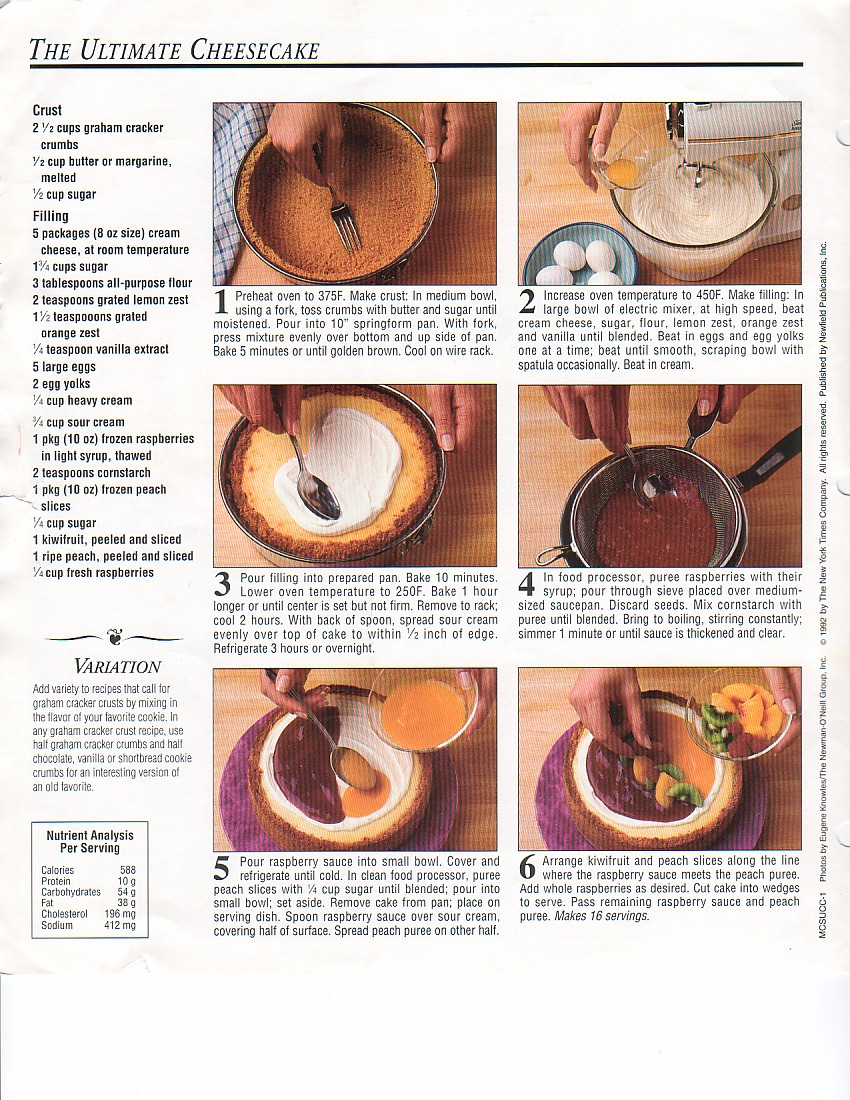 THE ULTIMATE CHEESECAKE
Crust
2 1/2 cups graham cracker
crumbs
1/2 cup butter or margarine,
melted
1/2 cup sugar
Filling
5 packages (8 oz size) cream
cheese, at room temperature
1 3/4 cups sugar
3 tablespoons all-purpose flour
2 teaspoons grated lemon zest
1 1/2 teaspooons grated
orange zest
1/4 teaspoon vanilla extract
5 large eggs
2 egg yolks
1/4 cup heavy cream
3/4 cup sour cream
1 pkg (10 oz) frozen raspberries
in light syrup, thawed
2 teaspoons cornstarch
1 pkg (10 oz) frozen peach
slices
1/4 cup sugar
1 kiwifruit, peeled and sliced
1 ripe peach, peeled and sliced
1/4 cup fresh raspberries
VARIATION
Add variety to recipes that call for
graham cracker crusts by mixing in
the flavor of your favorite cookie. In
any graham cracker crust recipe, use
half graham cracker crumbs and half
chocolate, vanilla or shortbread cookie
crumbs for an interesting version of
an old favorite.
Nutrient Analysis
Per Serving
Calories 588
Protein 10 g
Carbohydrates 54 g
Fat 38 g
Cholesterol 196 mg
Sodium 412 mg
1 Preheat oven to 375F. Make crust: In medium bowl,
using a fork, toss crumbs with butter and sugar until
moistened. Pour into 10" springform pan. With fork,
press mixture evenly over bottom and up side of pan.
Bake 5 minutes or until golden brown. Cool on wire rack.
2 Increase oven temperature to 450F. Make filling: In
large bowl of electric mixer, at high speed, beat
cream cheese, sugar, flour, lemon zest, orange zest
and vanilla until blended. Beat in eggs and egg yolks
one at a time; beat until smooth, scraping bowl with
spatula occasionally. Beat in cream.
3 Pour filling into prepared pan. Bake 10 minutes.
Lower oven temperature to 250F. Bake 1 hour
longer or until center is set but not firm. Remove to rack;
cool 2 hours. With back of spoon, spread sour cream
evenly over top of cake to within 1/2 inch of edge.
Refrigerate 3 hours or overnight.
4 In food processor, puree raspberries with their
syrup; pour through sieve placed over medium-
sized saucepan. Discard seeds. Mix cornstarch with
puree until blended. Bring to boiling, stirring constantly;
simmer 1 minute or until sauce is thickened and clear.
5 Pour raspberry sauce into small bowl. Cover and
refrigerate until cold. In clean food processor, puree
peach slices with 1/4 cup sugar until blended; pour into
small bowl; set aside. Remove cake from pan; place on
serving dish. Spoon raspberry sauce over sour cream,
covering half of surface. Spread peach puree on other half.
6 Arrange kiwifruit and peach slices along the line
where the raspberry sauce meets the peach puree.
Add whole raspberries as desired. Cut cake into wedges
to serve. Pass remaining raspberry sauce and peach
puree. Makes 16 servings.
MCSUCC-1 Photos by Eugene Knowles/The Newman-O'Neill Group, Inc. © 1992 by The New York Times Company. All rights reserved. Published by Newfield Publications, Inc.